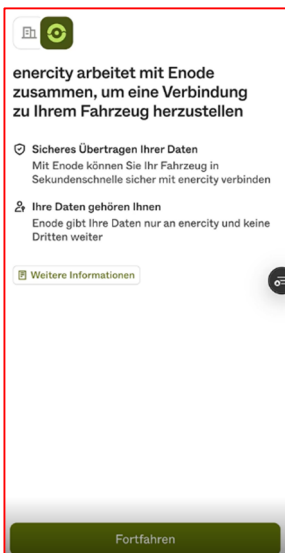 enercity arbeitet mit Enode
zusammen, um eine Verbindung
zu Ihrem Fahrzeug herzustellen
Sicheres Übertragen Ihrer Daten
Mit Enode können Sie Ihr Fahrzeug in
Sekundenschnelle sicher mit enercity verbinden
Ihre Daten gehören Ihnen
Enode gibt Ihre Daten nur an enercity und keine
Dritten weiter
Weitere Informationen
Fortfahren